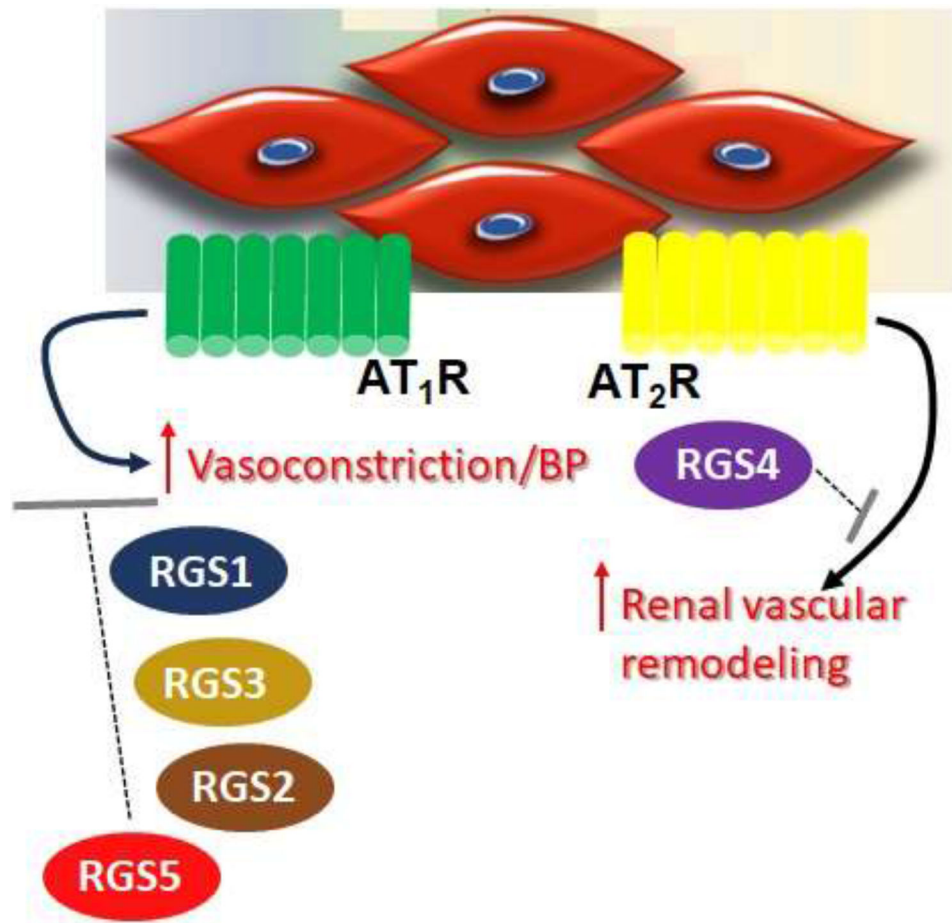 AT₁R
AT₂R
Vasoconstriction/BP
RGS4
RGS1
Renal vascular
remodeling
RGS3
RGS2
RGS5